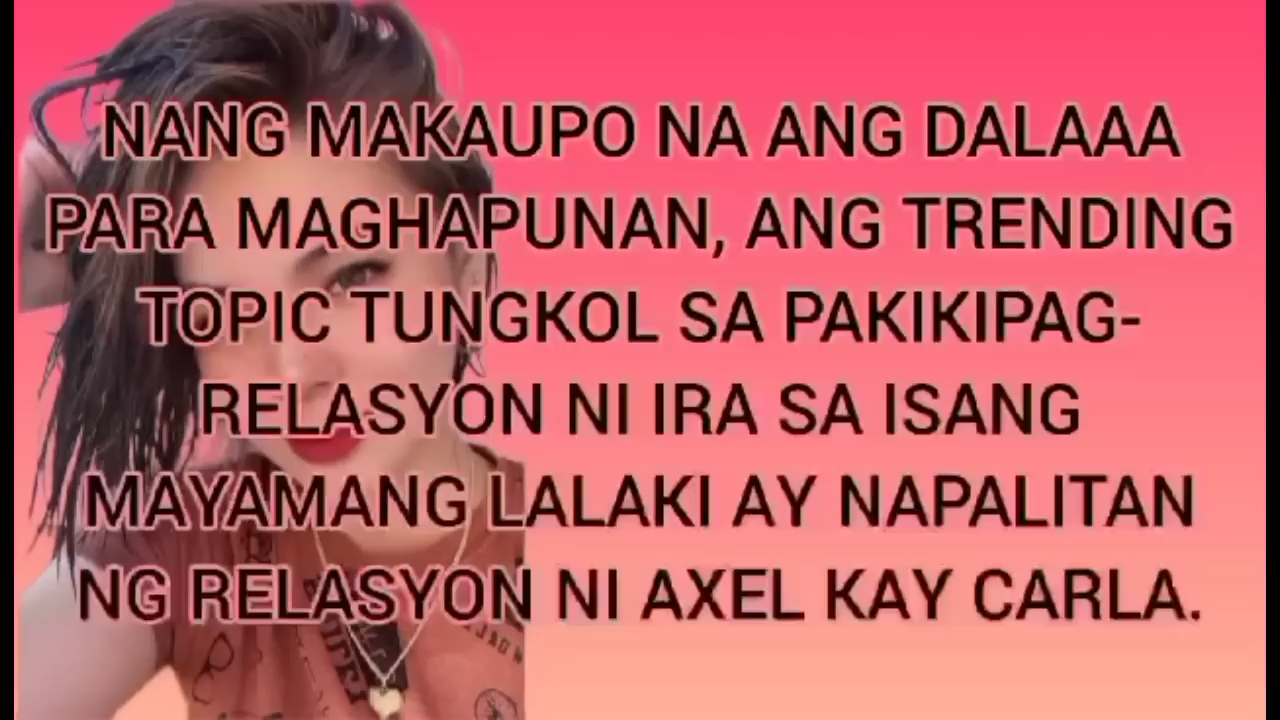 NANG MAKAUPO NA ANG DALAAA
PARA MAGHAPUNAN, ANG TRENDING
TOPIC TUNGKOL SA PAKIKIPAG-
RELASYON NI IRA SA ISANG
MAYAMANG LALAKI AY NAPALITAN
NG RELASYON NI AXEL KAY CARLA.